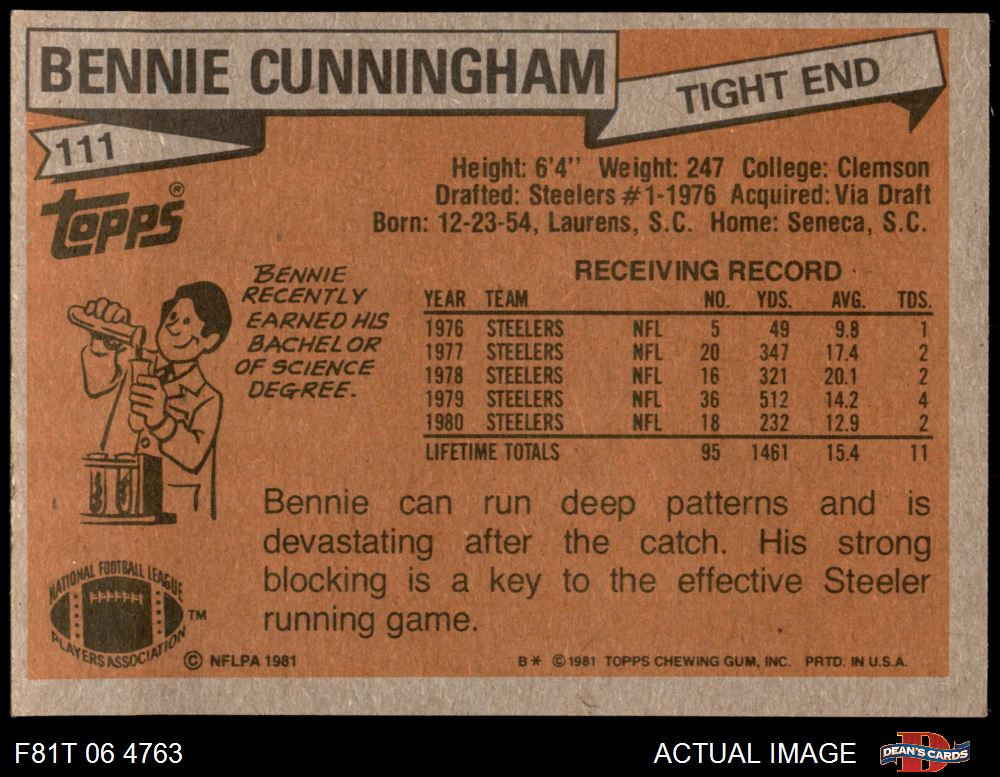 BENNIE CUNNINGHAM
TIGHT END
111
Topps®
Height: 6'4'' Weight: 247 College: Clemson
Drafted: Steelers #1-1976 Acquired: Via Draft
Born: 12-23-54, Laurens, S.C. Home: Seneca, S.C.
BENNIE
RECENTLY
EARNED HIS
BACHELOR
OF SCIENCE
DEGREE.
RECEIVING RECORD
YEAR TEAM NO. YDS. AVG. TDS.
1976 STEELERS NFL 5 49 9.8 1
1977 STEELERS NFL 20 347 17.4 2
1978 STEELERS NFL 16 321 20.1 2
1979 STEELERS NFL 36 512 14.2 4
1980 STEELERS NFL 18 232 12.9 2
LIFETIME TOTALS 95 1461 15.4 11
Bennie can run deep patterns and is
devastating after the catch. His strong
blocking is a key to the effective Steeler
running game.
NATIONAL FOOTBALL LEAGUE
PLAYERS ASSOCIATION
TM
© NFLPA 1981
B* © 1981 TOPPS CHEWING GUM, INC. PRTD. IN U.S.A.
F81T 06 4763
ACTUAL IMAGE
DEAN'S CARDS